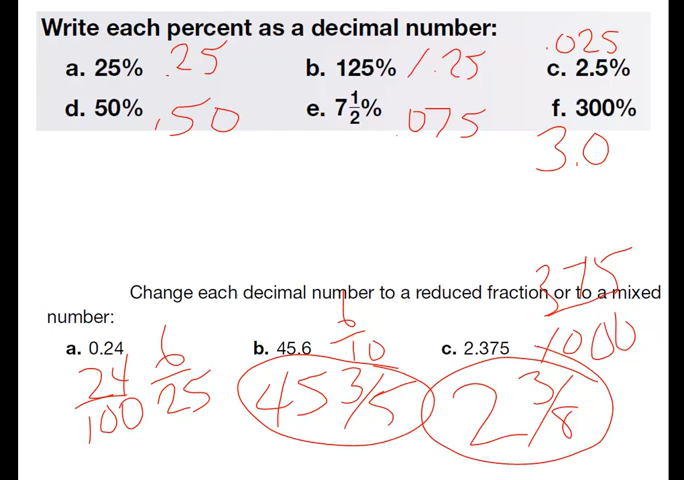 Write each percent as a decimal number:
.025
a. 25% .25 b. 125% 1.25 c. 2.5%
d. 50% .50 e. 7 1/2% .075 f. 300%
3.0
375
Change each decimal number to a reduced fraction or to a mixed
number:
6
a. 0.24 6 b. 45.6 10 c. 2.375 1000
24/100 25 45 3/5 2 3/8